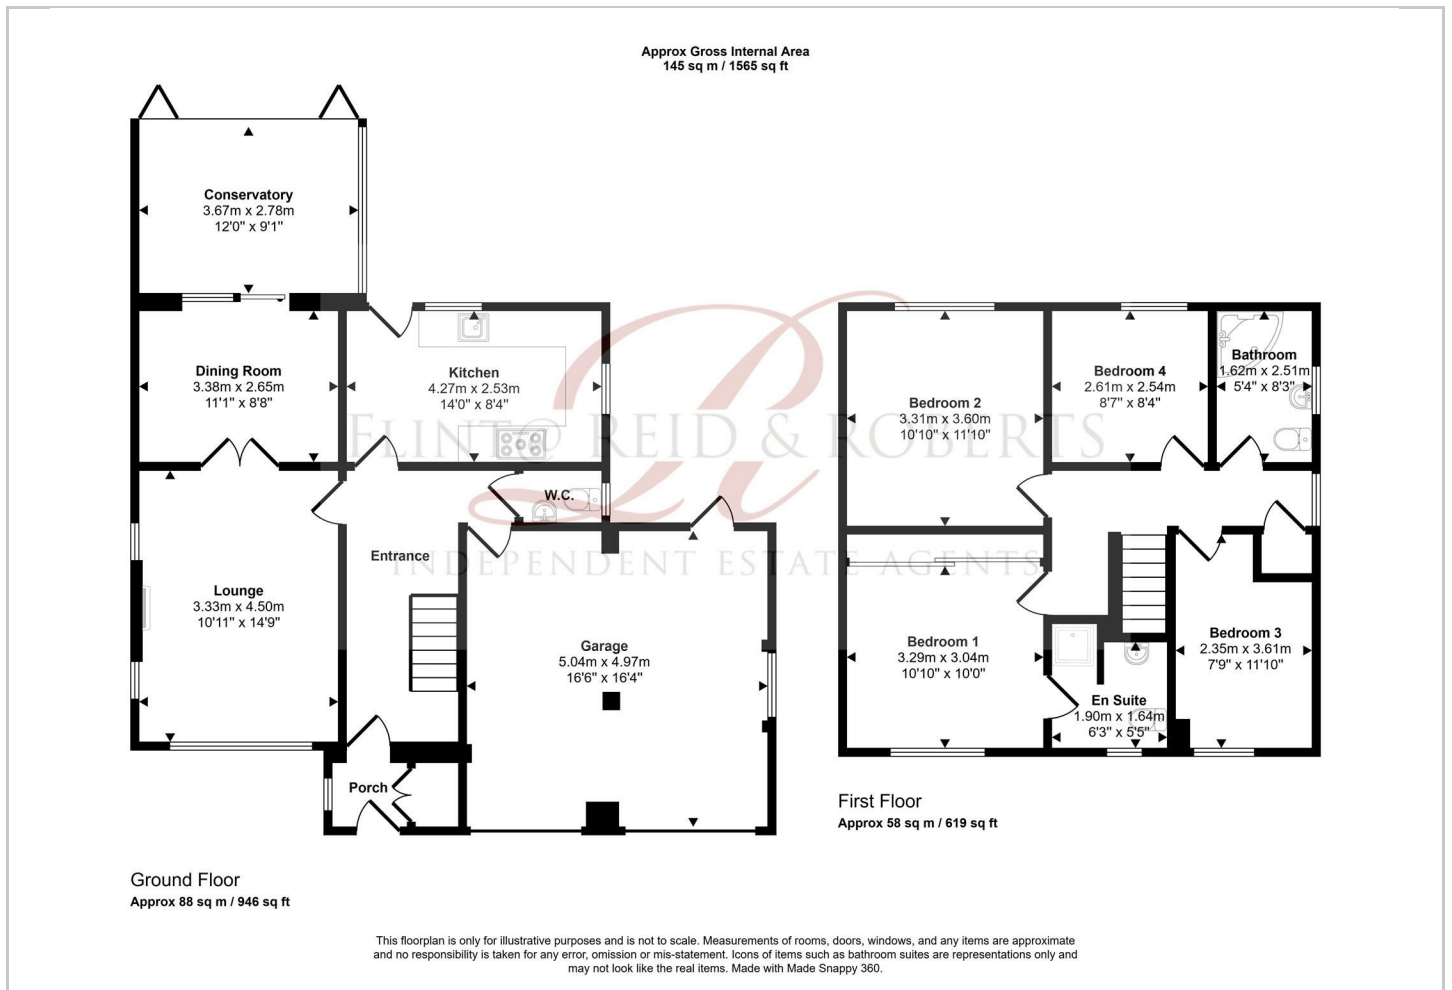 Approx Gross Internal Area
145 sq m / 1565 sq ft
Conservatory
3.67m x 2.78m
12'0" x 9'1"
Dining Room
3.38m x 2.65m
11'1" x 8'8"
Kitchen
4.27m x 2.53m
14'0" x 8'4"
W.C.
Entrance
Lounge
3.33m x 4.50m
10'11" x 14'9"
Garage
5.04m x 4.97m
16'6" x 16'4"
Porch
Ground Floor
Approx 88 sq m / 946 sq ft
Bedroom 2
3.31m x 3.60m
10'10" x 11'10"
Bedroom 4
2.61m x 2.54m
8'7" x 8'4"
Bathroom
1.62m x 2.51m
5'4" x 8'3"
Bedroom 1
3.29m x 3.04m
10'10" x 10'0"
En Suite
1.90m x 1.64m
6'3" x 5'5"
Bedroom 3
2.35m x 3.61m
7'9" x 11'10"
First Floor
Approx 58 sq m / 619 sq ft
REID & ROBERTS
INDEPENDENT ESTATE AGENTS
This floorplan is only for illustrative purposes and is not to scale. Measurements of rooms, doors, windows, and any items are approximate
and no responsibility is taken for any error, omission or mis-statement. Icons of items such as bathroom suites are representations only and
may not look like the real items. Made with Made Snappy 360.